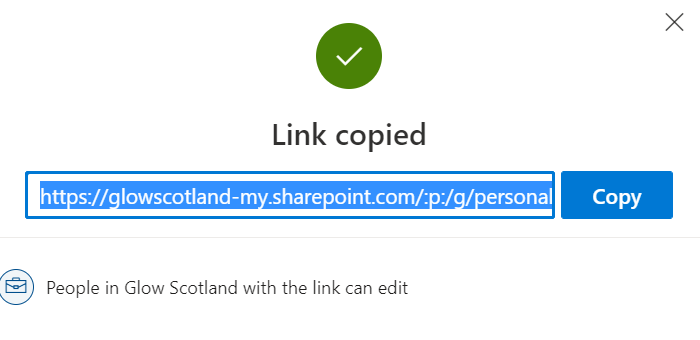 Link copied
https://glowscotland-my.sharepoint.com/:p:/g/personal
Copy
People in Glow Scotland with the link can edit